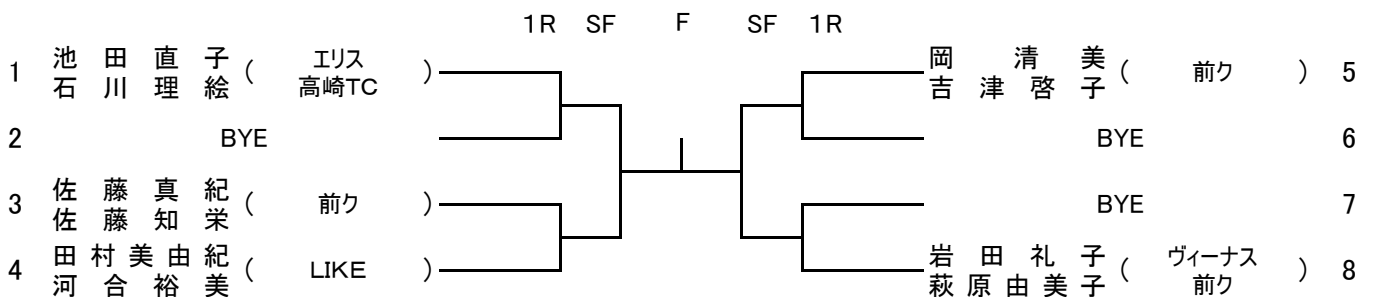 1R SF F SF 1R
1 池田直子 ( エリス )
石川理絵 高崎TC
2 BYE
3 佐藤真紀 ( 前ク )
佐藤知栄
4 田村美由紀 ( LIKE )
河合裕美
岡清美 ( 前ク ) 5
吉津啓子
BYE 6
BYE 7
岩田礼子 ( ヴィーナス ) 8
萩原由美子 前ク